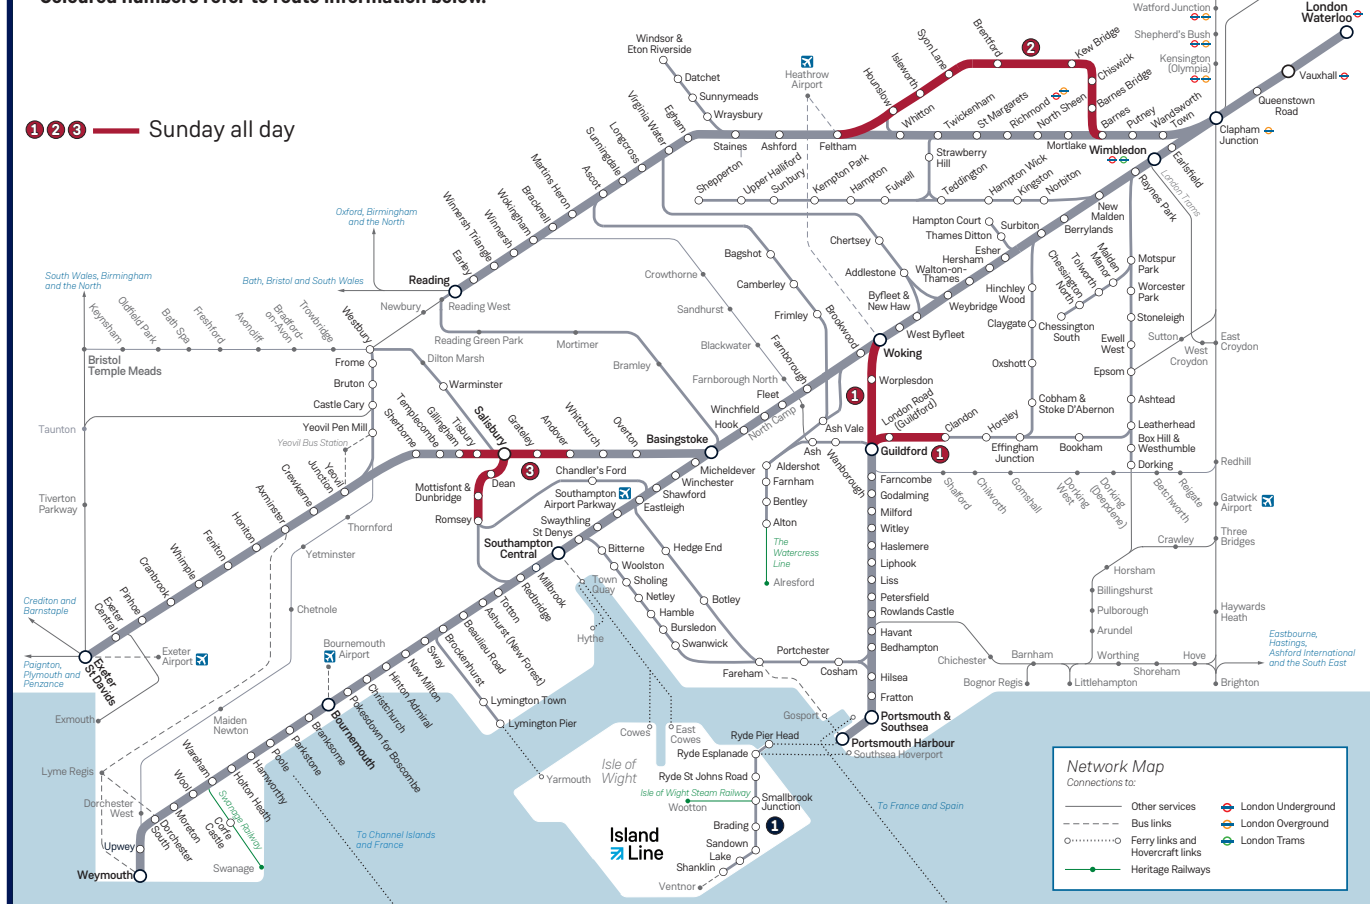 Coloured numbers refer to route information below.
1 2 3 Sunday all day
Watford Junction
Shepherd's Bush
Kensington
(Olympia)
London
Waterloo
Vauxhall
Queenstown
Road
Clapham
Junction
Wandsworth
Town
Putney
Barnes
Barnes Bridge
Chiswick
Kew Bridge
2
Brentford
Syon Lane
Isleworth
Hounslow
Whitton
Twickenham
St Margarets
Richmond
North Sheen
Mortlake
Wimbledon
Earlsfield
London Trams
Raynes Park
Heathrow
Airport
Windsor &
Eton Riverside
Datchet
Sunnymeads
Wraysbury
Staines
Ashford
Feltham
Egham
Virginia Water
Longcross
Sunningdale
Ascot
Martins Heron
Bracknell
Wokingham
Winnersh
Winnersh Triangle
Earley
Reading
Strawberry
Hill
Shepperton
Upper Halliford
Sunbury
Kempton Park
Hampton
Fulwell
Teddington
Hampton Wick
Kingston
Norbiton
New
Malden
Berrylands
Surbiton
Hampton Court
Thames Ditton
Esher
Hersham
Walton-on-
Thames
Weybridge
Byfleet &
New Haw
West Byfleet
Woking
Chertsey
Addlestone
Bagshot
Camberley
Frimley
Crowthorne
Sandhurst
Blackwater
Farnborough North
North Camp
Brookwood
Farnborough
Fleet
Winchfield
Hook
Basingstoke
Hinchley
Wood
Claygate
Oxshott
Cobham &
Stoke D'Abernon
Malden
Manor
Tolworth
Chessington
North
Chessington
South
Motspur
Park
Worcester
Park
Stoneleigh
Ewell
West
Epsom
Ashtead
Leatherhead
Box Hill &
Westhumble
Dorking
Sutton
West
Croydon
East
Croydon
Redhill
Gatwick
Airport
Three
Bridges
Crawley
Horsham
Billingshurst
Pulborough
Arundel
Haywards
Heath
Eastbourne,
Hastings,
Ashford International
and the South East
Brighton
Hove
Shoreham
Worthing
Littlehampton
Barnham
Bognor Regis
Chichester
Oxford, Birmingham
and the North
Bath, Bristol and South Wales
South Wales, Birmingham
and the North
Keynsham
Oldfield Park
Bath Spa
Freshford
Avoncliff
Bradford-
on-Avon
Trowbridge
Westbury
Newbury
Reading West
Reading Green Park
Mortimer
Bramley
Bristol
Temple Meads
Taunton
Tiverton
Parkway
Frome
Bruton
Castle Cary
Yeovil Pen Mill
Yeovil Bus Station
Dilton Marsh
Warminster
Sherborne
Templecombe
Gillingham
Tisbury
Salisbury
Grateley
Andover
Whitchurch
Overton
3
Dean
Mottisfont &
Dunbridge
Romsey
Chandler's Ford
Southampton
Airport Parkway
Micheldever
Winchester
Shawford
Eastleigh
Swaythling
St Denys
Southampton
Central
1
Worplesdon
London Road
(Guildford)
Clandon
Horsley
Effingham
Junction
Bookham
Guildford
1
Ash Vale
Ash
Wanborough
Aldershot
Farnham
Bentley
Alton
The
Watercress
Line
Alresford
Shalford
Chilworth
Gomshall
Dorking
West
Dorking
(Deepdene)
Betchworth
Reigate
Farncombe
Godalming
Milford
Witley
Haslemere
Liphook
Liss
Petersfield
Rowlands Castle
Havant
Bedhampton
Hilsea
Fratton
Portsmouth &
Southsea
Portsmouth Harbour
Southsea Hoverport
Gosport
Portchester
Cosham
Fareham
Hedge End
Botley
Bitterne
Woolston
Sholing
Netley
Hamble
Bursledon
Swanwick
Town
Quay
Hythe
Yeovil
Junction
Crewkerne
Axminster
Honiton
Feniton
Whimple
Cranbrook
Pinhoe
Exeter
Central
Exeter
St Davids
Exeter
Airport
Exmouth
Crediton and
Barnstaple
Paignton,
Plymouth and
Penzance
Thornford
Yetminster
Chetnole
Maiden
Newton
Lyme Regis
Dorchester
West
Millbrook
Redbridge
Totton
Ashurst (New Forest)
Beaulieu Road
Brockenhurst
Sway
New Milton
Hinton Admiral
Christchurch
Pokesdown for Boscombe
Bournemouth
Bournemouth
Airport
Branksome
Parkstone
Poole
Hamworthy
Holton Heath
Wareham
Wool
Moreton
Dorchester
South
Upwey
Weymouth
Swanage Railway
Corfe
Castle
Swanage
To Channel Islands
and France
Lymington Town
Lymington Pier
Yarmouth
Cowes
East
Cowes
Isle of
Wight
Ryde Pier Head
Ryde Esplanade
Ryde St Johns Road
Isle of Wight Steam Railway
Wootton
Smallbrook
Junction
Brading
1
Sandown
Lake
Shanklin
Ventnor
Island
Line
To France and Spain
Network Map
Connections to:
Other services
Bus links
Ferry links and
Hovercraft links
Heritage Railways
London Underground
London Overground
London Trams